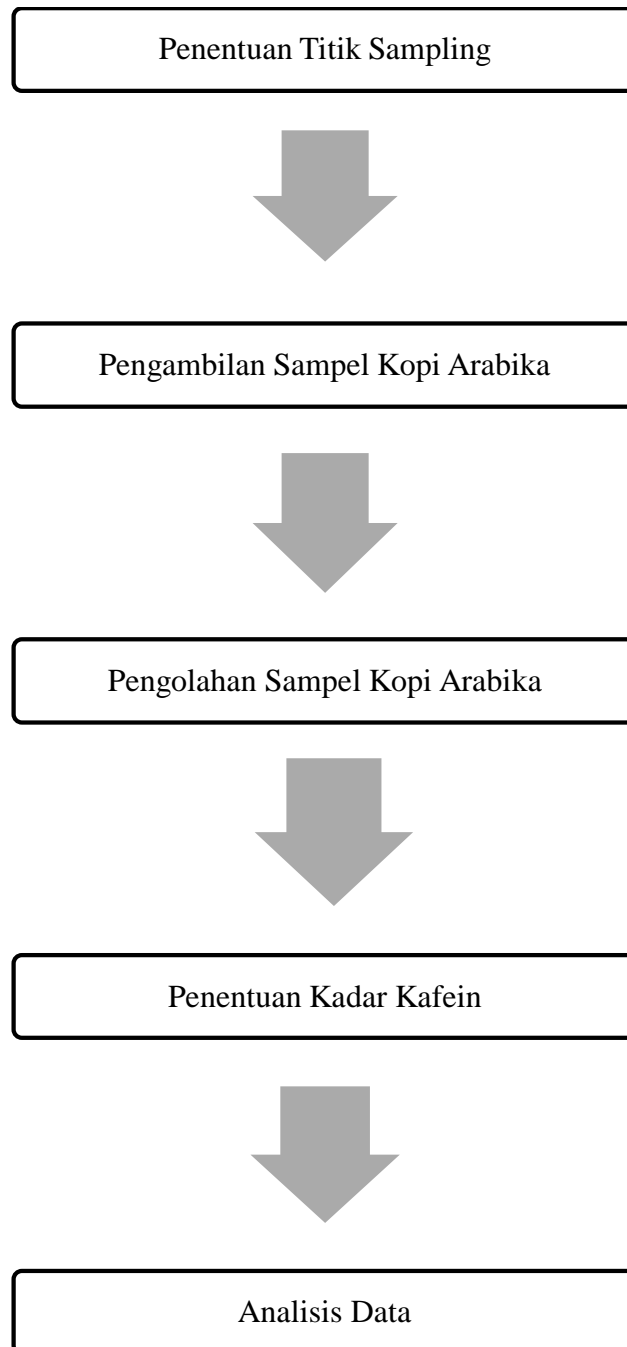 Penentuan Titik Sampling
Pengambilan Sampel Kopi Arabika
Pengolahan Sampel Kopi Arabika
Penentuan Kadar Kafein
Analisis Data